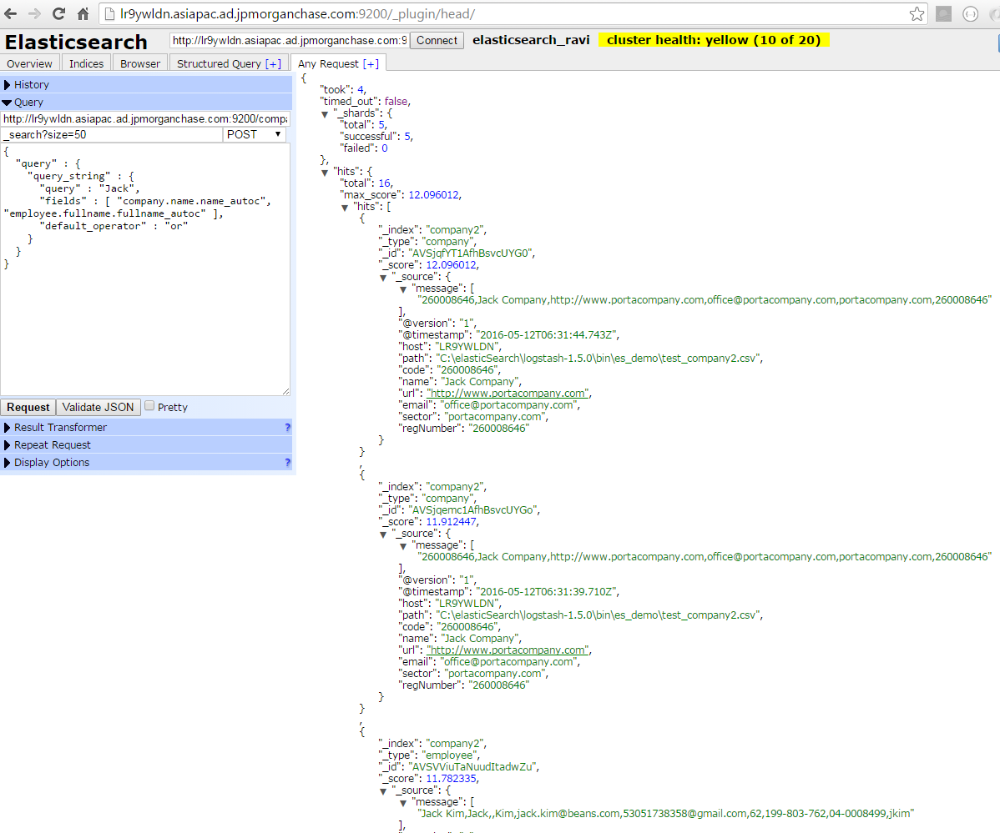 lr9ywldn.asiapac.ad.jpmorganchase.com:9200/_plugin/head/
Elasticsearch
http://lr9ywldn.asiapac.ad.jpmorganchase.com:9
Connect
elasticsearch_ravi
cluster health: yellow (10 of 20)
Overview
Indices
Browser
Structured Query [+]
Any Request [+]
History
Query
http://lr9ywldn.asiapac.ad.jpmorganchase.com:9200/compa
_search?size=50
POST
{
"query" : {
"query_string" : {
"query" : "Jack",
"fields" : [ "company.name.name_autoc",
"employee.fullname.fullname_autoc" ],
"default_operator" : "or"
}
}
}
Request
Validate JSON
Pretty
Result Transformer ?
Repeat Request
Display Options ?
{
"took": 4,
"timed_out": false,
"_shards": {
"total": 5,
"successful": 5,
"failed": 0
},
"hits": {
"total": 16,
"max_score": 12.096012,
"hits": [
{
"_index": "company2",
"_type": "company",
"_id": "AVSjqfYT1AfhBsvcUYG0",
"_score": 12.096012,
"_source": {
"message": [
"260008646,Jack Company,http://www.portacompany.com,office@portacompany.com,portacompany.com,260008646"
],
"@version": "1",
"@timestamp": "2016-05-12T06:31:44.743Z",
"host": "LR9YWLDN",
"path": "C:\elasticSearch\logstash-1.5.0\bin\es_demo\test_company2.csv",
"code": "260008646",
"name": "Jack Company",
"url": "http://www.portacompany.com",
"email": "office@portacompany.com",
"sector": "portacompany.com",
"regNumber": "260008646"
}
}
,
{
"_index": "company2",
"_type": "company",
"_id": "AVSjqemc1AfhBsvcUYGo",
"_score": 11.912447,
"_source": {
"message": [
"260008646,Jack Company,http://www.portacompany.com,office@portacompany.com,portacompany.com,260008646"
],
"@version": "1",
"@timestamp": "2016-05-12T06:31:39.710Z",
"host": "LR9YWLDN",
"path": "C:\elasticSearch\logstash-1.5.0\bin\es_demo\test_company2.csv",
"code": "260008646",
"name": "Jack Company",
"url": "http://www.portacompany.com",
"email": "office@portacompany.com",
"sector": "portacompany.com",
"regNumber": "260008646"
}
}
,
{
"_index": "company2",
"_type": "employee",
"_id": "AVSVViuTaNuudItadwZu",
"_score": 11.782335,
"_source": {
"message": [
"Jack Kim,Jack,,Kim,jack.kim@beans.com,53051738358@gmail.com,62,199-803-762,04-0008499,jkim"
],